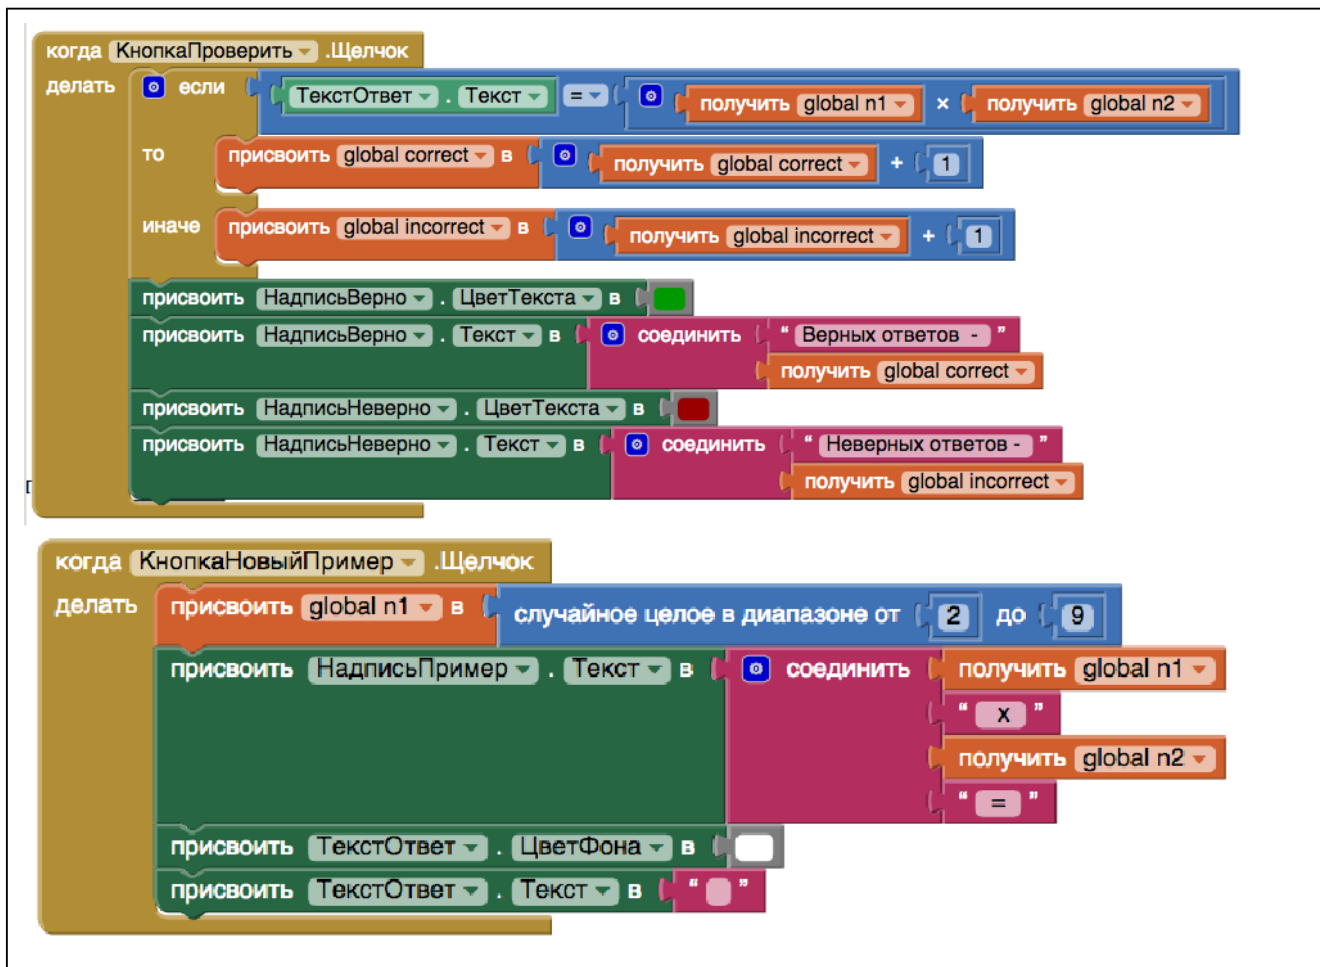 когда КнопкаПроверить .Щелчок
делать если ТекстОтвет . Текст = получить global n1 × получить global n2
то присвоить global correct в получить global correct + 1
иначе присвоить global incorrect в получить global incorrect + 1
присвоить НадписьВерно . ЦветТекста в
присвоить НадписьВерно . Текст в соединить “ Верных ответов - ”
получить global correct
присвоить НадписьНеверно . ЦветТекста в
присвоить НадписьНеверно . Текст в соединить “ Неверных ответов - ”
получить global incorrect
когда КнопкаНовыйПример .Щелчок
делать присвоить global n1 в случайное целое в диапазоне от 2 до 9
присвоить НадписьПример . Текст в соединить получить global n1
“ x ”
получить global n2
“ = ”
присвоить ТекстОтвет . ЦветФона в
присвоить ТекстОтвет . Текст в “ ”